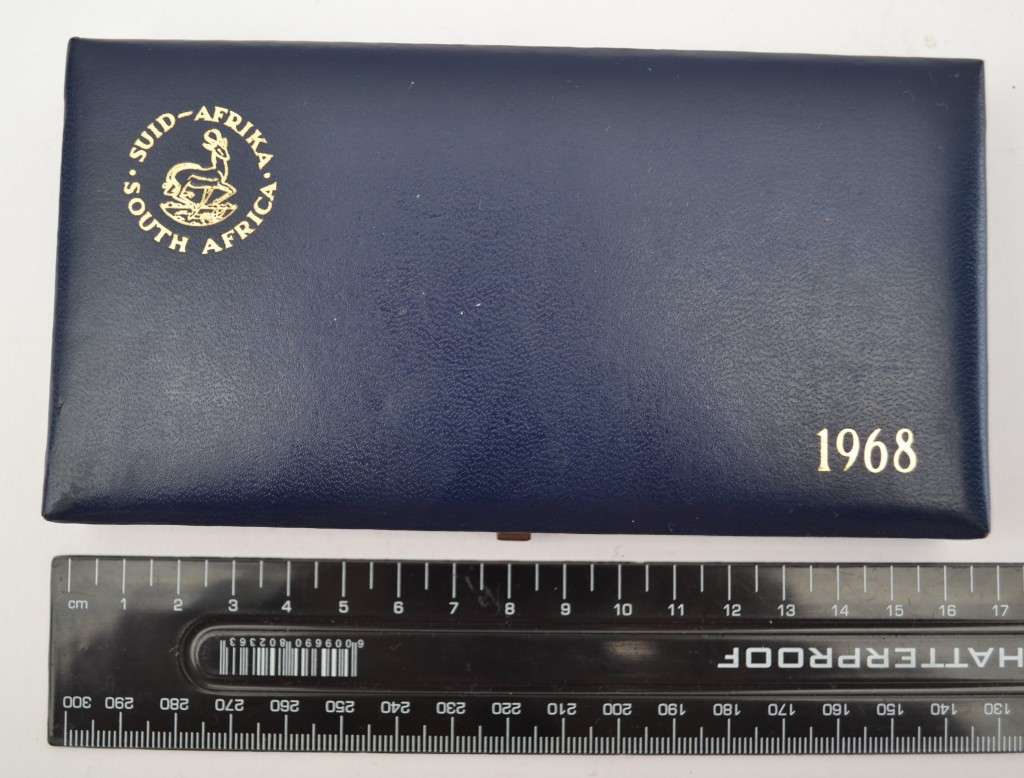 · SUID-AFRIKA ·
SOUTH AFRICA
1968
cm 1 2 3 4 5 6 7 8 9 10 11 12 13 14 15 16 17
6009690802363
HATTERPROOF
300 290 280 270 260 250 240 230 220 210 200 190 180 170 160 150 140 130